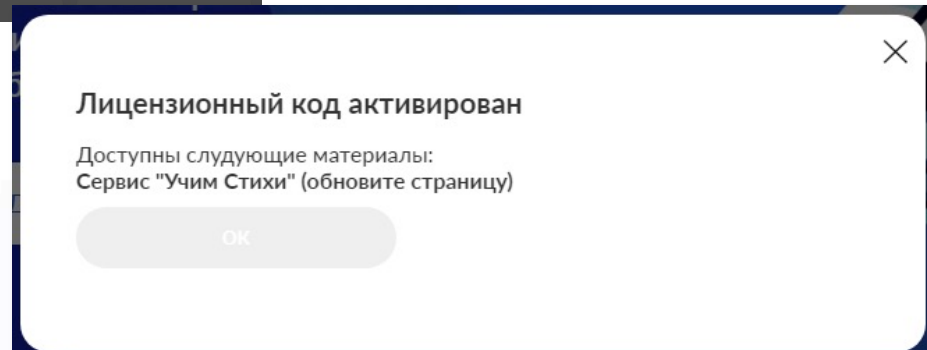 Лицензионный код активирован
Доступны слудующие материалы:
Сервис "Учим Стихи" (обновите страницу)
ОК